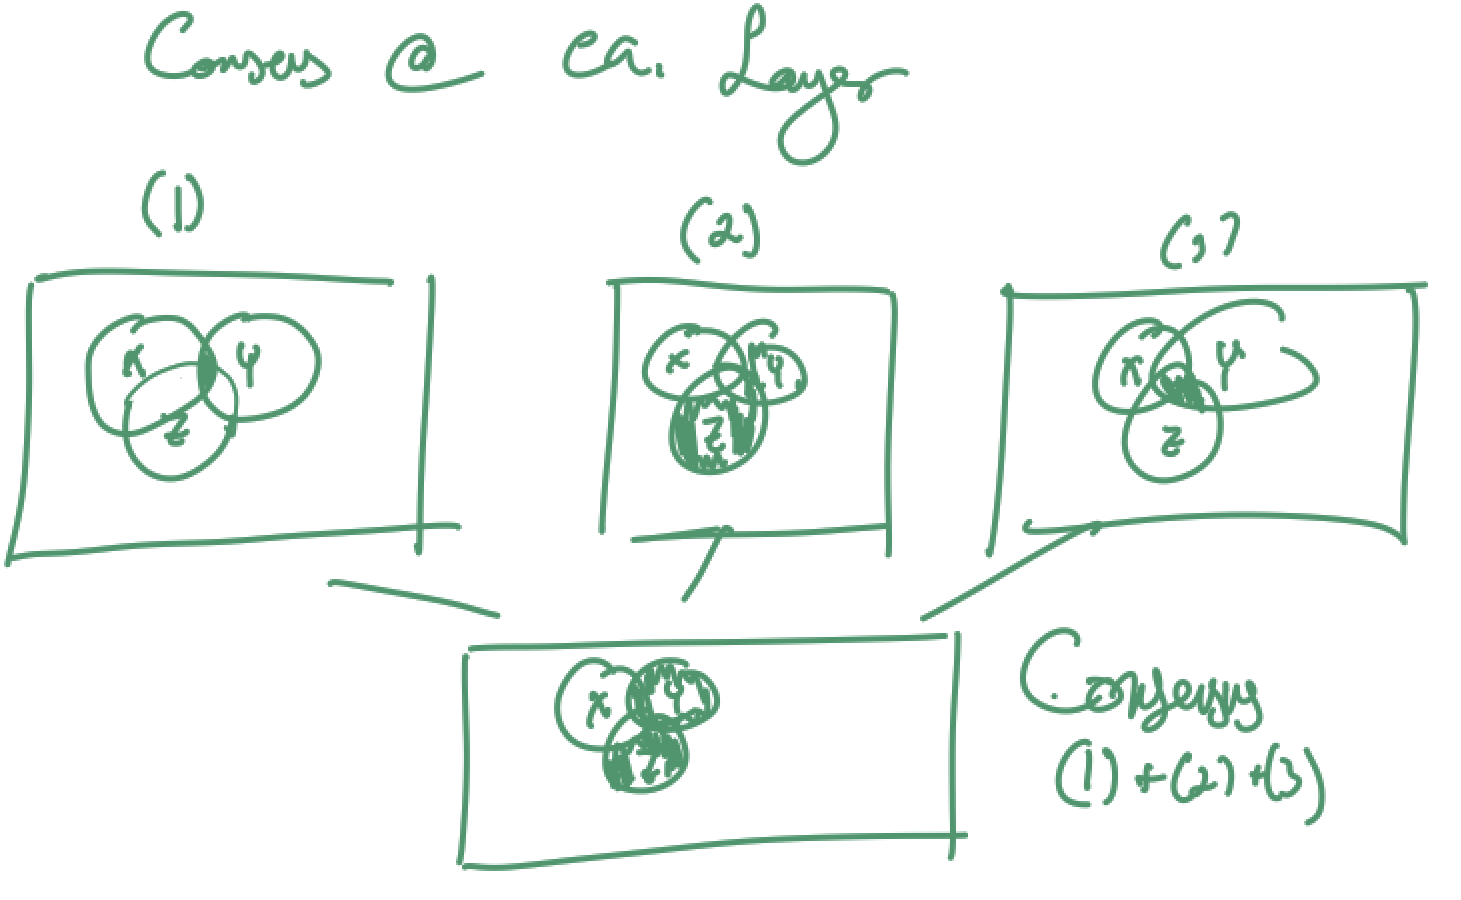 Consens @ ea. Layer
(1)
(2)
(3)
X Y Z
X Y Z
X Y Z
X Y Z
Consensus
(1) + (2) + (3)